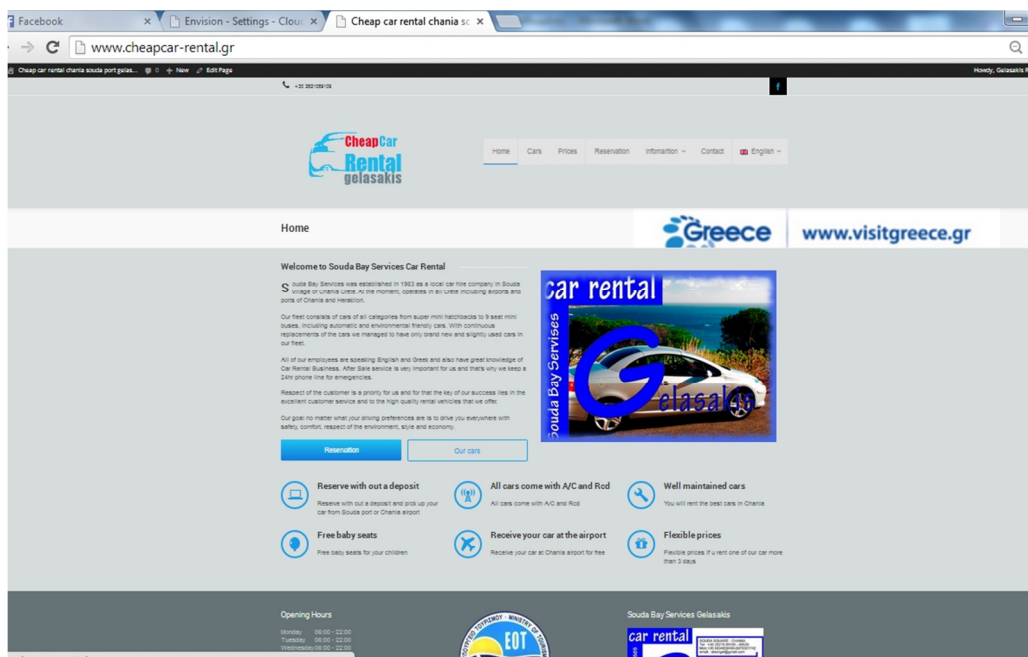 Facebook
Envision - Settings - Clou
Cheap car rental chania so
www.cheapcar-rental.gr
Cheap car rental chania souda port gelas... 0 + New Edit Page
Howdy, Gelasakis R
CheapCar
Rental
gelasakis
Home Cars Prices Reservation Infomartion Contact English
Home
Greece www.visitgreece.gr
Welcome to Souda Bay Services Car Rental
Souda Bay Services was established in 1983 as a local car hire company in Souda
village of Chania Crete. At the moment, operates in all Crete including airports and
ports of Chania and Heraklion.
Our fleet consists of cars of all categories from super mini hatchbacks to 9 seat mini
buses, including automatic and environmental friendly cars. With continuous
replacements of the cars we managed to have only brand new and slightly used cars in
our fleet.
All of our employees are speaking English and Greek and also have great knowledge of
Car Rental Business. After Sale service is very important for us and that's why we keep a
24hr phone line for emergencies.
Respect of the customer is a priority for us and for that the key of our success lies in the
excellent customer service and to the high quality rental vehicles that we offer.
Our goal no matter what your driving preferences are is to drive you everywhere with
safety, comfort, respect of the environment, style and economy.
Reservation Our cars
car rental
Souda Bay Servises
Gelasakis
Reserve with out a deposit
Reserve with out a deposit and pick up your
car from Souda port or Chania airport
All cars come with A/C and Rcd
All cars come with A/C and Rcd
Well maintained cars
You will rent the best cars in Chania
Free baby seats
Free baby seats for your children
Receive your car at the airport
Receive your car at Chania airport for free
Flexible prices
Flexible prices if u rent one of our car more
than 3 days
Opening Hours
Monday 08:00 - 22:00
Tuesday 08:00 - 22:00
Wednesday 08:00 - 22:00
EOT
Souda Bay Services Gelasakis
car rental